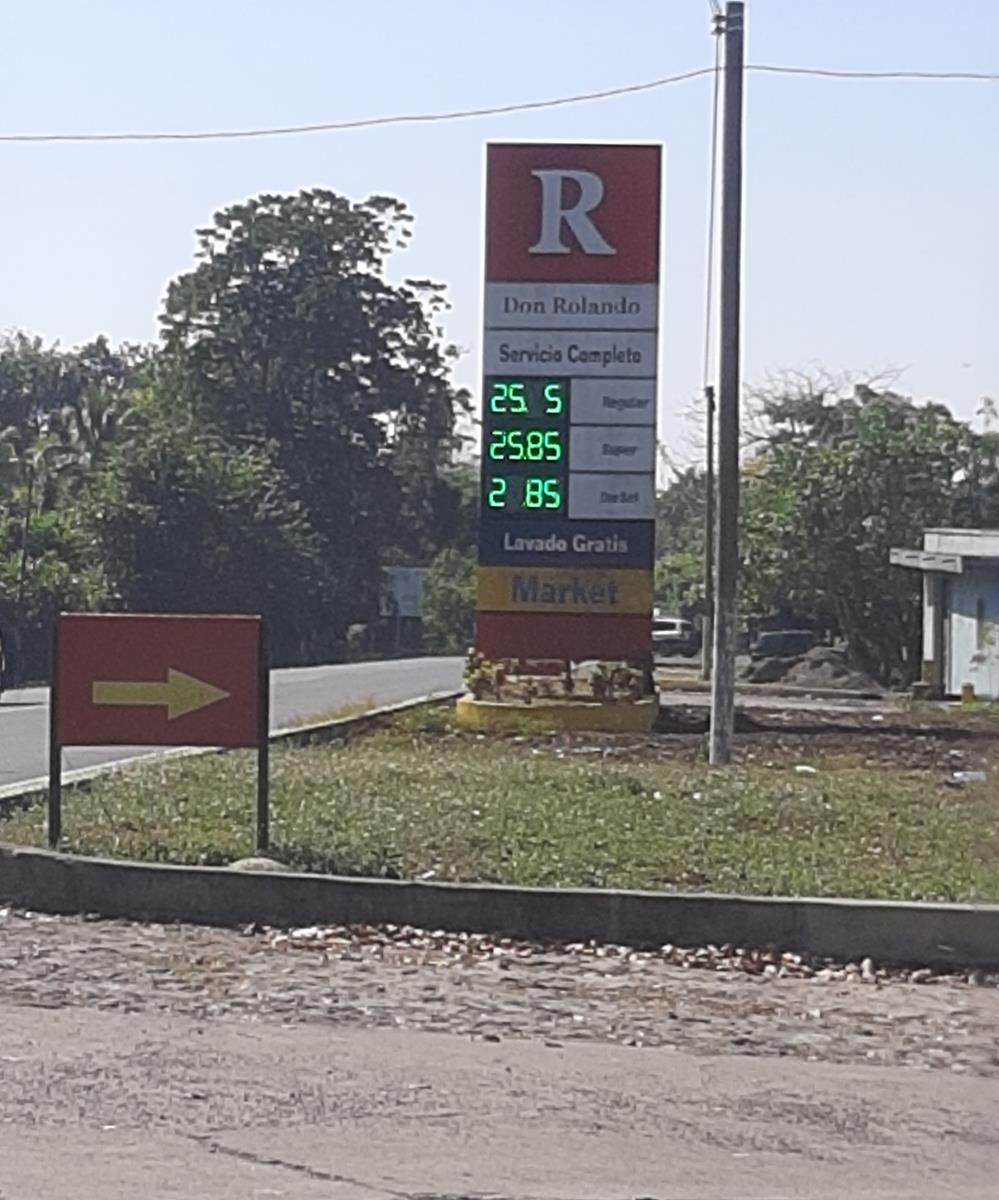 R
Don Rolando
Servicio Completo
25. 5 Regular
25.85 Super
2 .85 Diesel
Lavado Gratis
Market